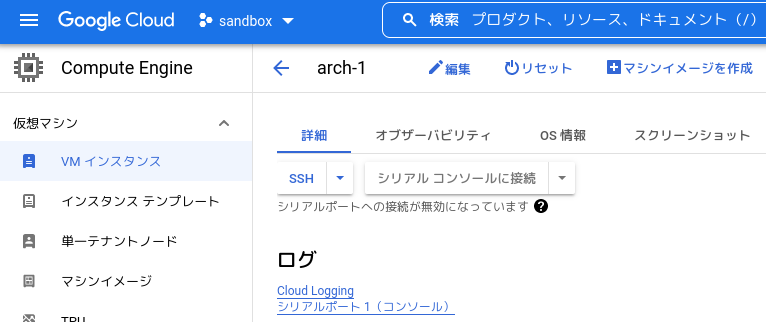 Google Cloud sandbox 検索 プロダクト、リソース、ドキュメント（/）
Compute Engine
arch-1 編集 リセット マシンイメージを作成
仮想マシン
詳細 オブザーバビリティ OS 情報 スクリーンショット
VM インスタンス
SSH シリアル コンソールに接続
インスタンス テンプレート
シリアルポートへの接続が無効になっています ?
単一テナントノード
ログ
マシンイメージ
Cloud Logging
シリアルポート 1（コンソール）
TPU